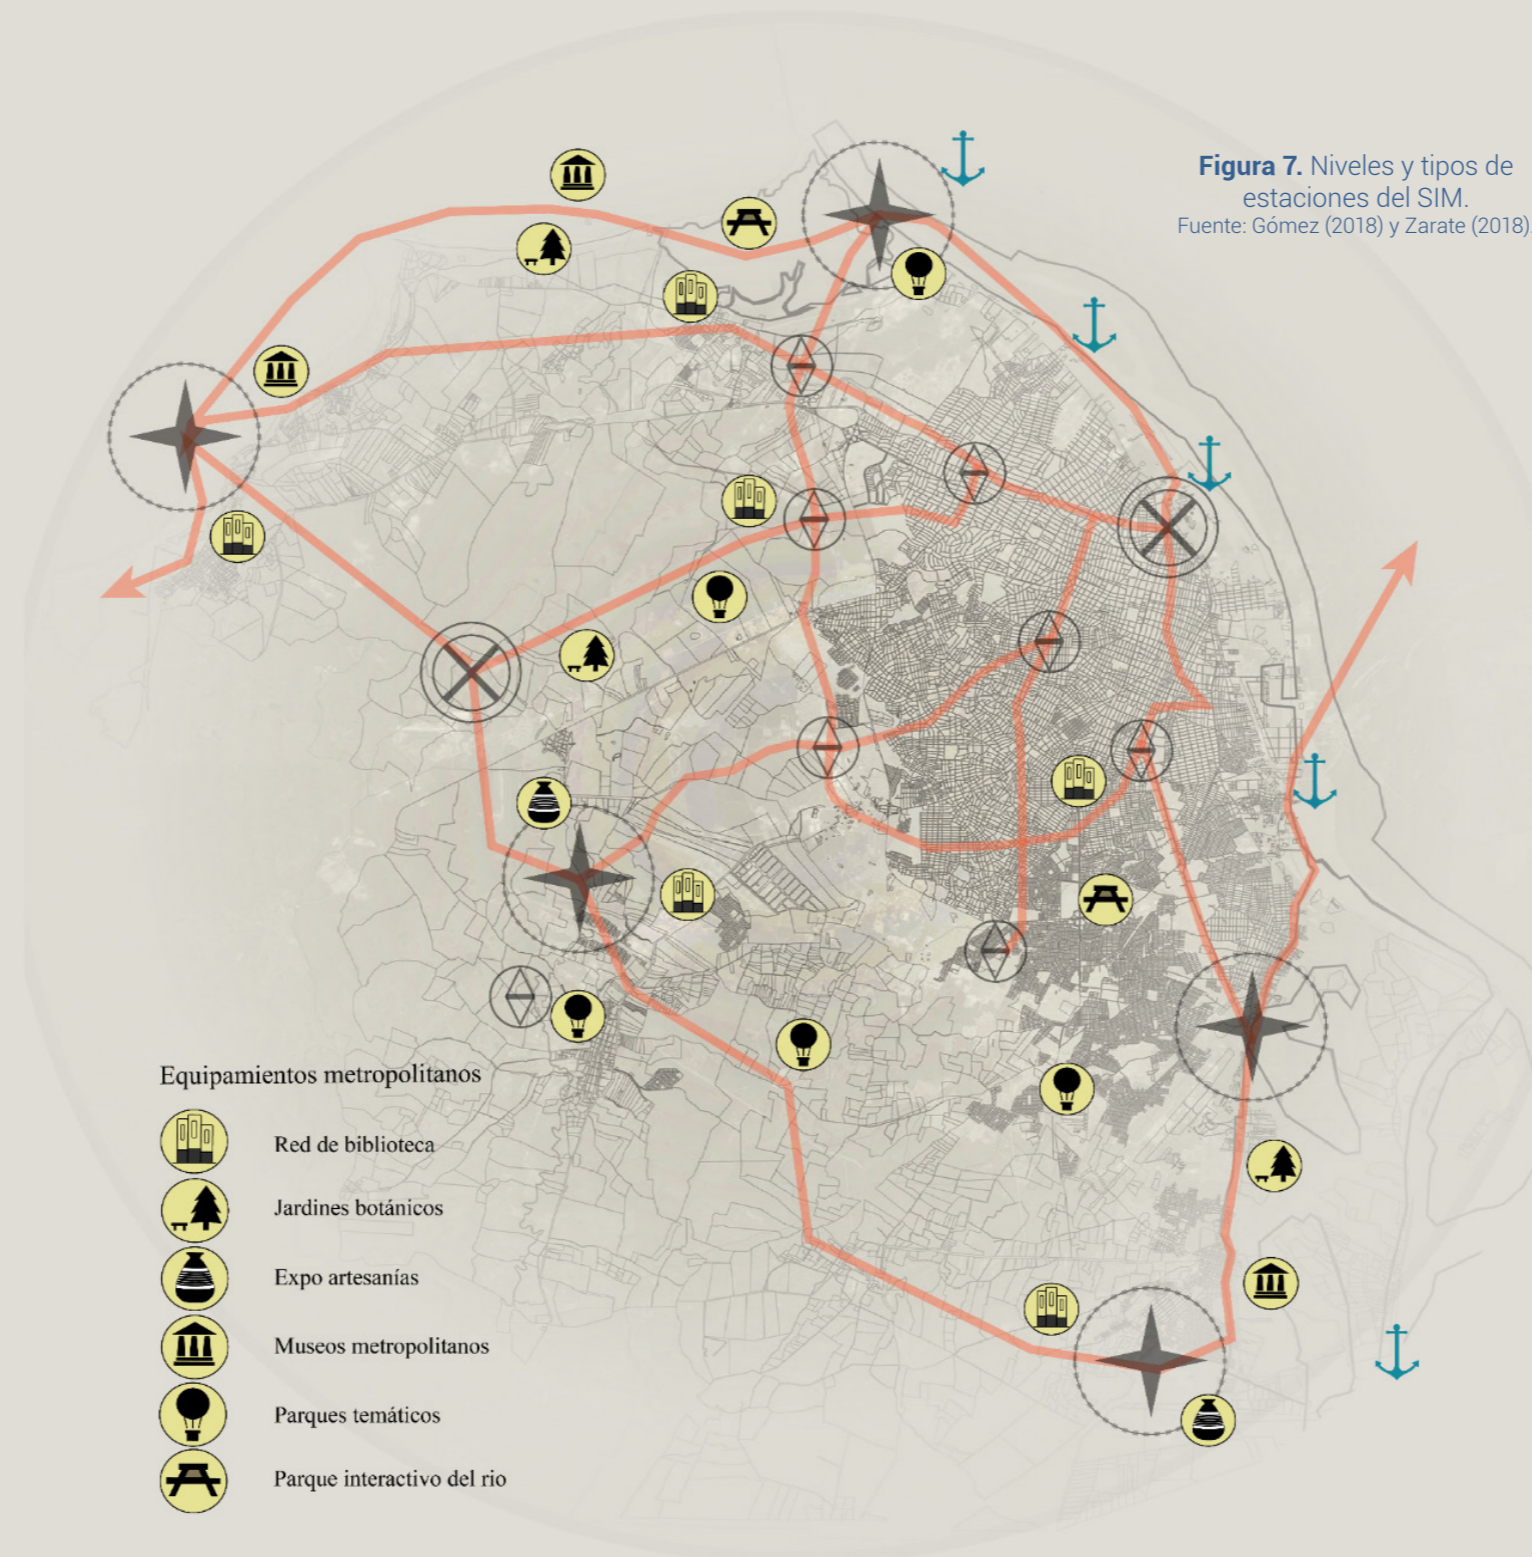 Figura 7. Niveles y tipos de
estaciones del SIM.
Fuente: Gómez (2018) y Zarate (2018).
Equipamientos metropolitanos
Red de biblioteca
Jardines botánicos
Expo artesanías
Museos metropolitanos
Parques temáticos
Parque interactivo del rio